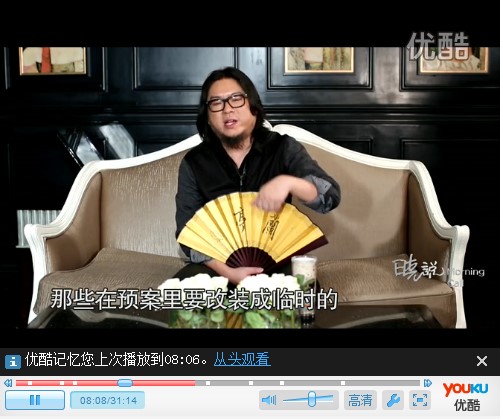 优酷
晓说 Morning
那些在预案里要改装成临时的
i 优酷记忆您上次播放到08:06。从头观看
08:08/31:14
高清
YOUKU
优酷